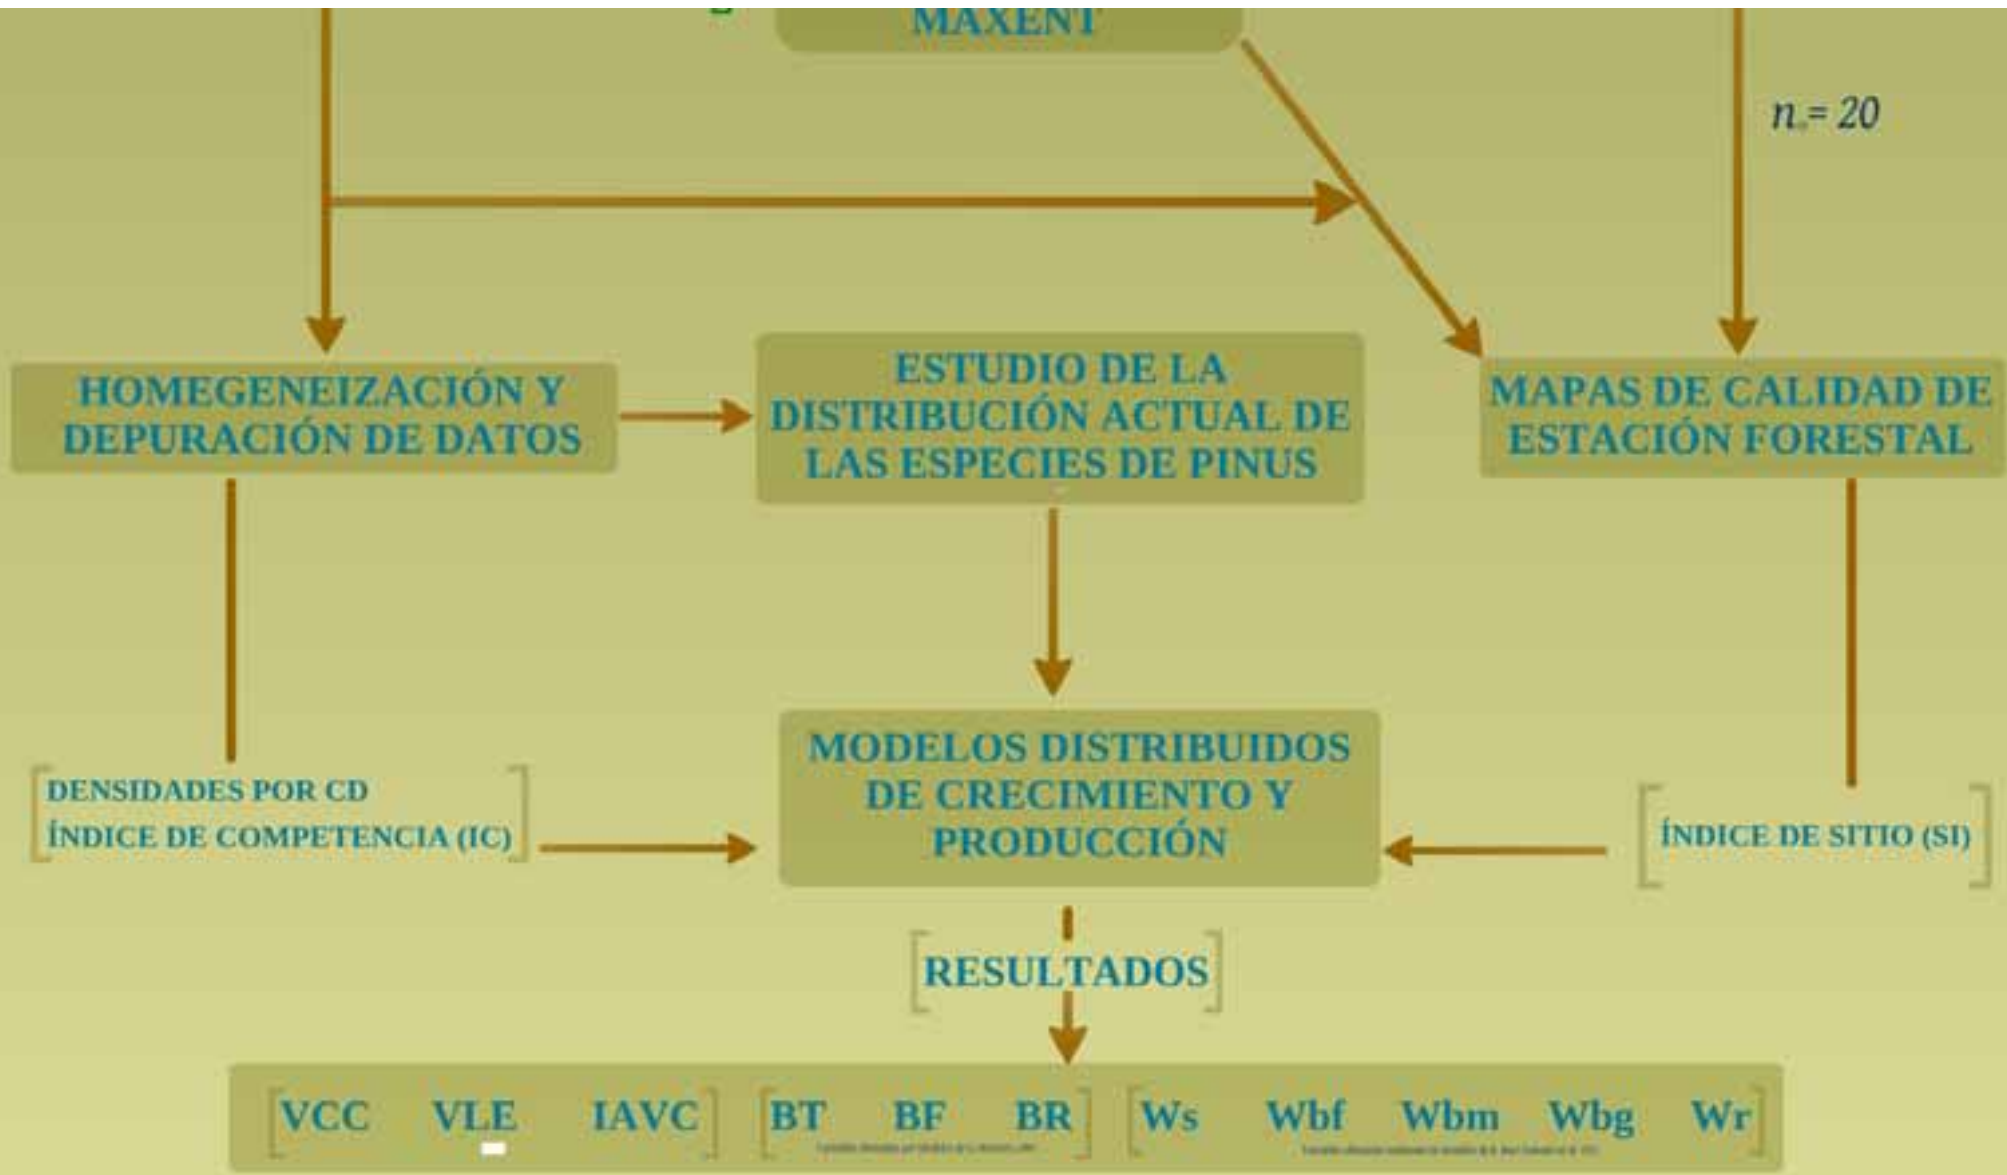 MAXENT
n = 20
HOMEGENEIZACIÓN Y
DEPURACIÓN DE DATOS
ESTUDIO DE LA
DISTRIBUCIÓN ACTUAL DE
LAS ESPECIES DE PINUS
MAPAS DE CALIDAD DE
ESTACIÓN FORESTAL
DENSIDADES POR CD
ÍNDICE DE COMPETENCIA (IC)
MODELOS DISTRIBUIDOS
DE CRECIMIENTO Y
PRODUCCIÓN
ÍNDICE DE SITIO (SI)
RESULTADOS
VCC VLE IAVC BT BF BR Ws Wbf Wbm Wbg Wr